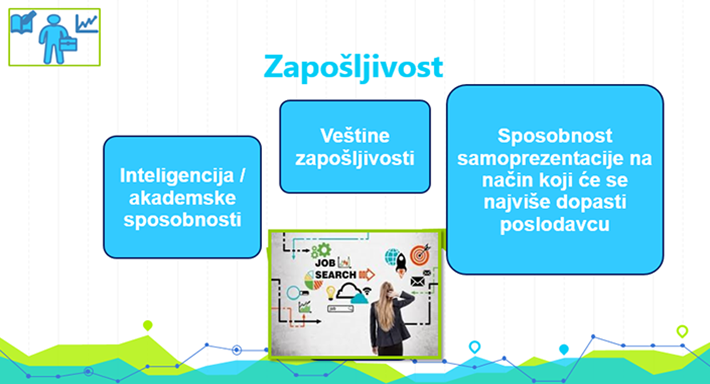 Zapošljivost
Inteligencija /
akademske
sposobnosti
Veštine
zapošljivosti
Sposobnost
samoprezentacije na
način koji će se
najviše dopasti
poslodavcu
JOB
SEARCH